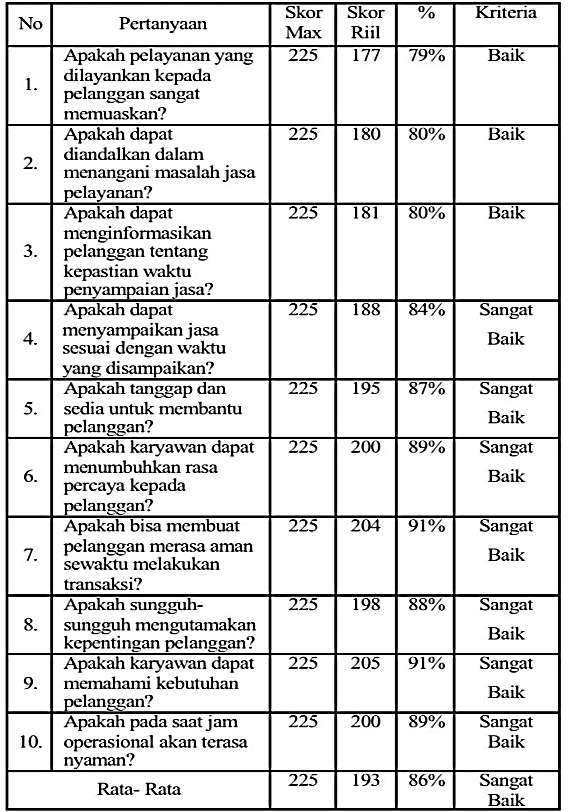 No Pertanyaan Skor Max Skor Riil % Kriteria
1. Apakah pelayanan yang 225 177 79% Baik
dilayankan kepada
pelanggan sangat
memuaskan?
2. Apakah dapat 225 180 80% Baik
diandalkan dalam
menangani masalah jasa
pelayanan?
3. Apakah dapat 225 181 80% Baik
menginformasikan
pelanggan tentang
kepastian waktu
penyampaian jasa?
4. Apakah dapat 225 188 84% Sangat Baik
menyampaikan jasa
sesuai dengan waktu
yang disampaikan?
5. Apakah tanggap dan 225 195 87% Sangat Baik
sedia untuk membantu
pelanggan?
6. Apakah karyawan dapat 225 200 89% Sangat Baik
menumbuhkan rasa
percaya kepada
pelanggan?
7. Apakah bisa membuat 225 204 91% Sangat Baik
pelanggan merasa aman
sewaktu melakukan
transaksi?
8. Apakah sungguh- 225 198 88% Sangat Baik
sungguh mengutamakan
kepentingan pelanggan?
9. Apakah karyawan dapat 225 205 91% Sangat Baik
memahami kebutuhan
pelanggan?
10. Apakah pada saat jam 225 200 89% Sangat Baik
operasional akan terasa
nyaman?
Rata- Rata 225 193 86% Sangat Baik